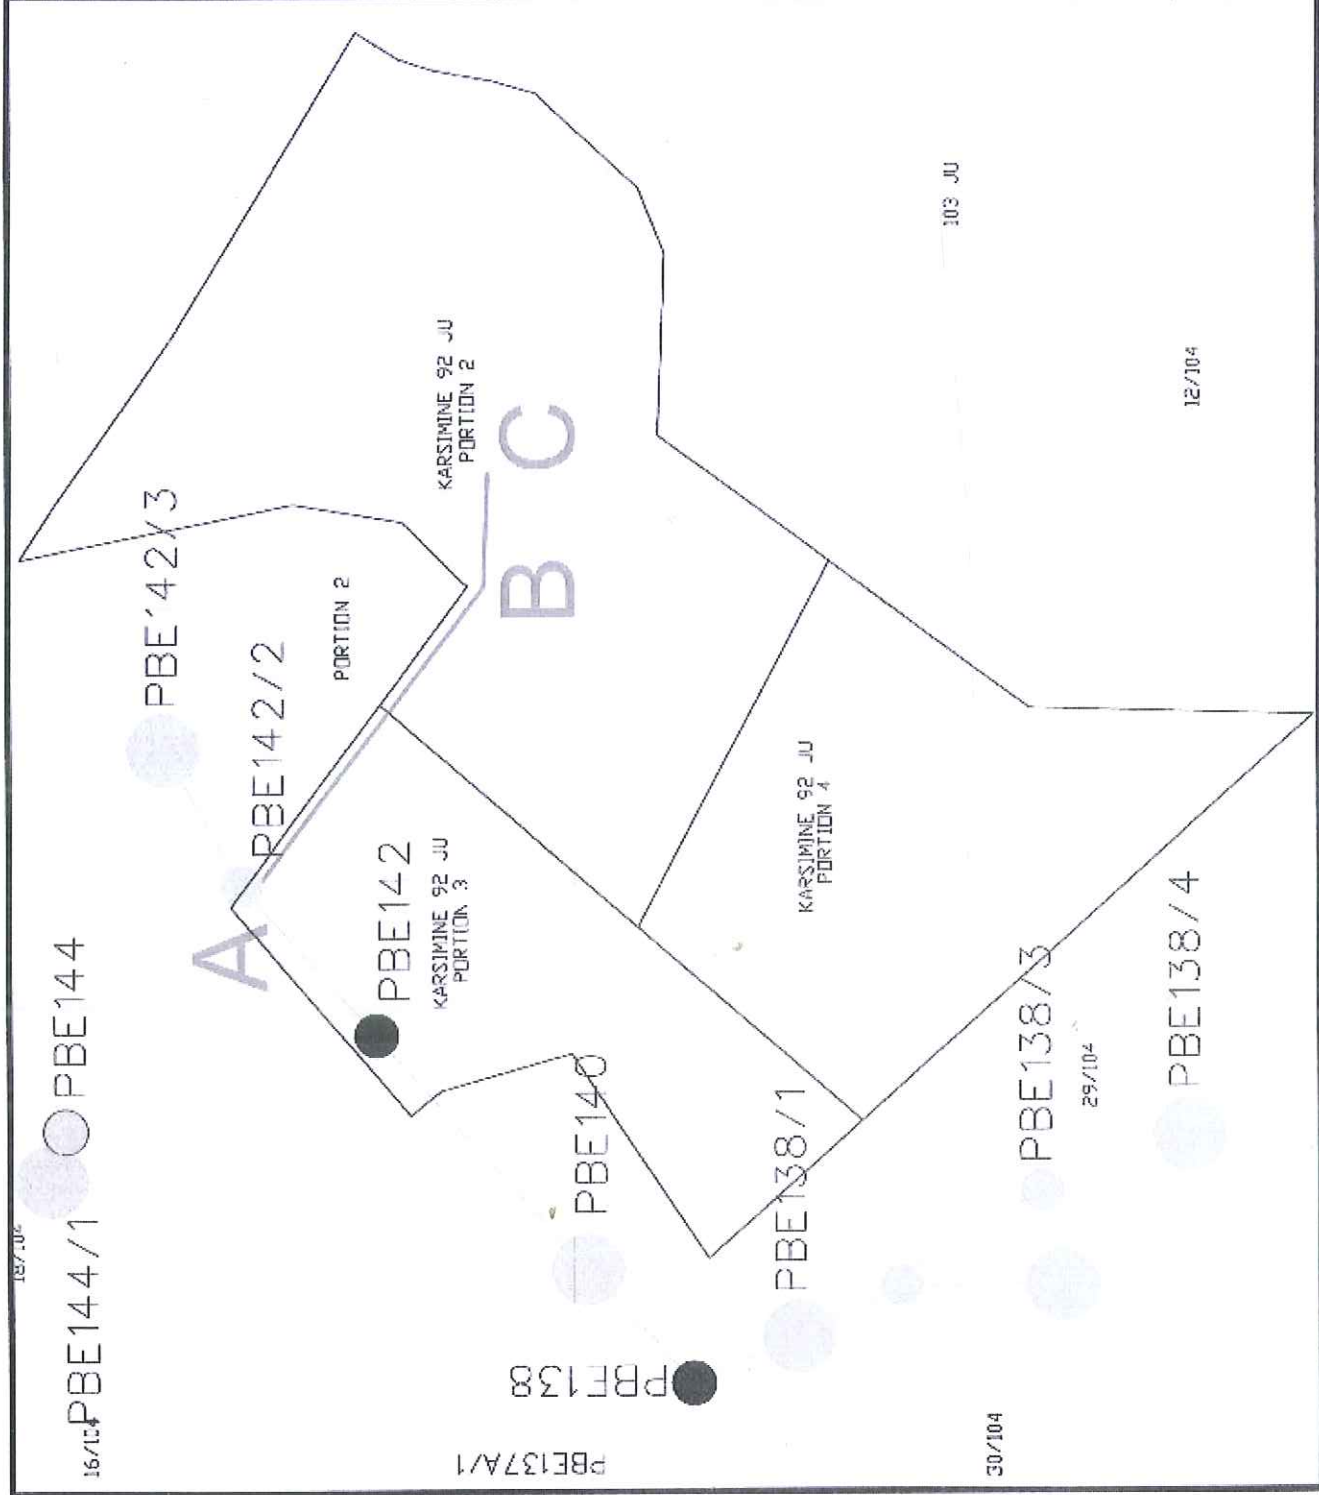 18/104
16/104
PBE144/1
PBE144
PBE142/3
PBE142/2
PORTION 2
A
PBE142
KARSIMINE 92 JU
PORTION 3
KARSIMINE 92 JU
PORTION 2
B
C
PBE140
PBE138
PBE137A/1
PBE138/1
KARSIMINE 92 JU
PORTION 4
PBE138/3
29/104
PBE138/4
30/104
103 JU
12/104